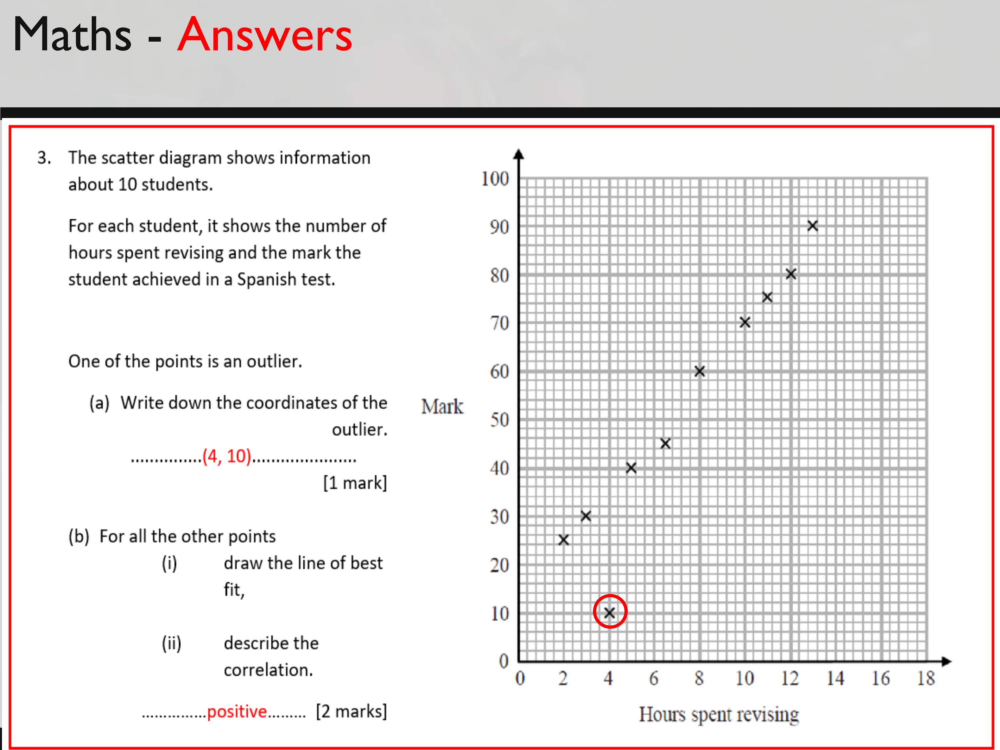 Maths - Answers
3. The scatter diagram shows information
about 10 students.
For each student, it shows the number of
hours spent revising and the mark the
student achieved in a Spanish test.
One of the points is an outlier.
(a) Write down the coordinates of the
outlier.
...............(4, 10)......................
[1 mark]
(b) For all the other points
(i) draw the line of best
fit,
(ii) describe the
correlation.
...............positive......... [2 marks]
100
90
80
70
60
Mark
50
40
30
20
10
0
0 2 4 6 8 10 12 14 16 18
Hours spent revising